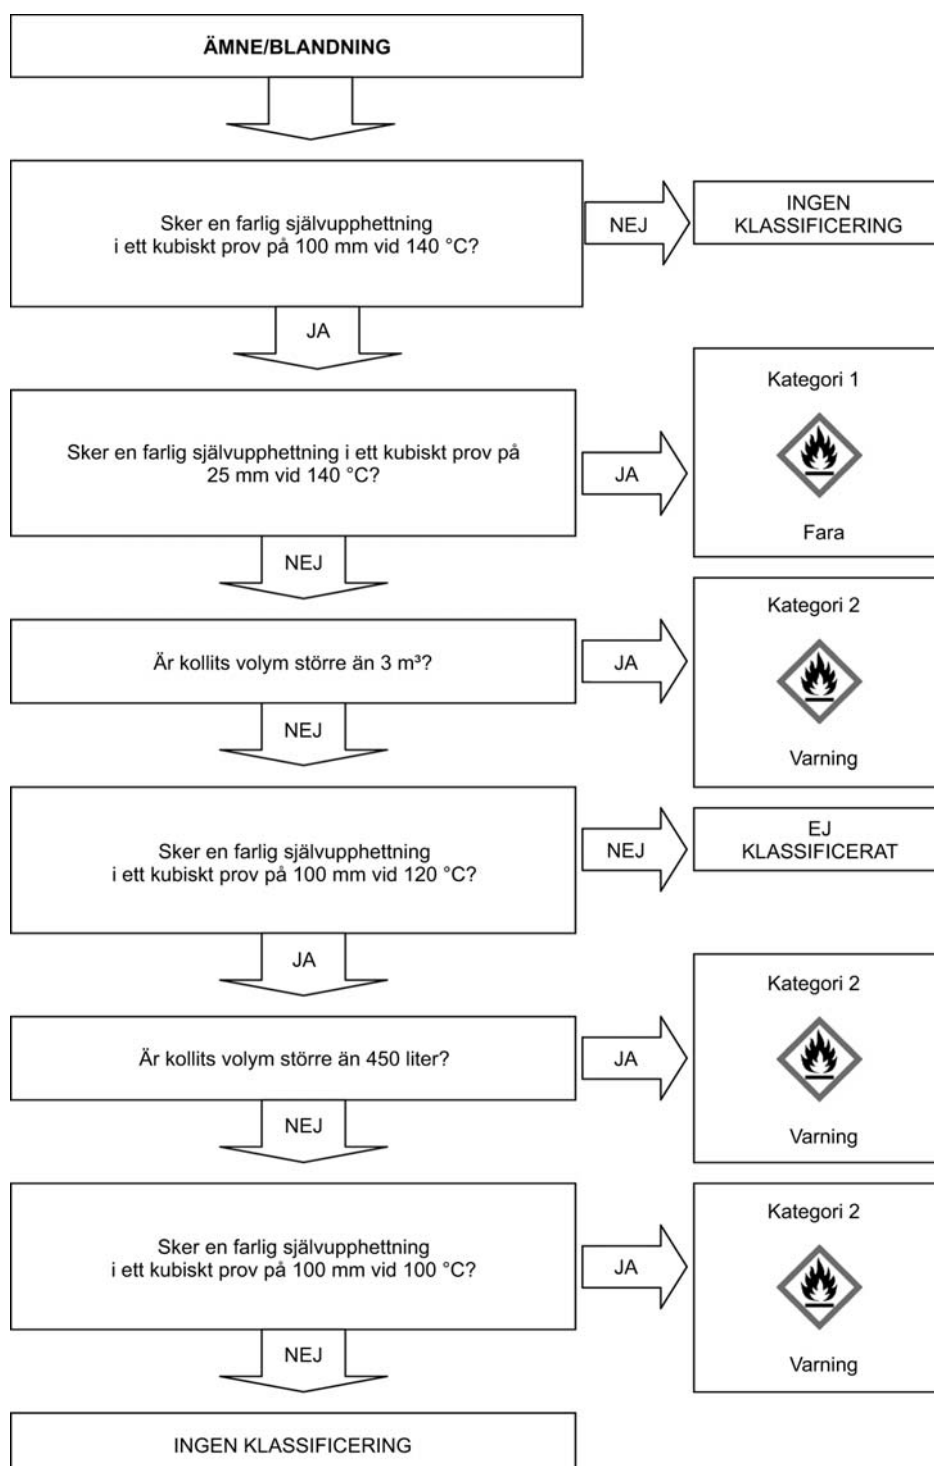 ÄMNE/BLANDNING
Sker en farlig självupphettning
i ett kubiskt prov på 100 mm vid 140 °C?
NEJ
INGEN
KLASSIFICERING
JA
Sker en farlig självupphettning i ett kubiskt prov på
25 mm vid 140 °C?
JA
Kategori 1
Fara
NEJ
Är kollits volym större än 3 m³?
JA
Kategori 2
Varning
NEJ
Sker en farlig självupphettning
i ett kubiskt prov på 100 mm vid 120 °C?
NEJ
EJ
KLASSIFICERAT
JA
Är kollits volym större än 450 liter?
JA
Kategori 2
Varning
NEJ
Sker en farlig självupphettning
i ett kubiskt prov på 100 mm vid 100 °C?
JA
Kategori 2
Varning
NEJ
INGEN KLASSIFICERING